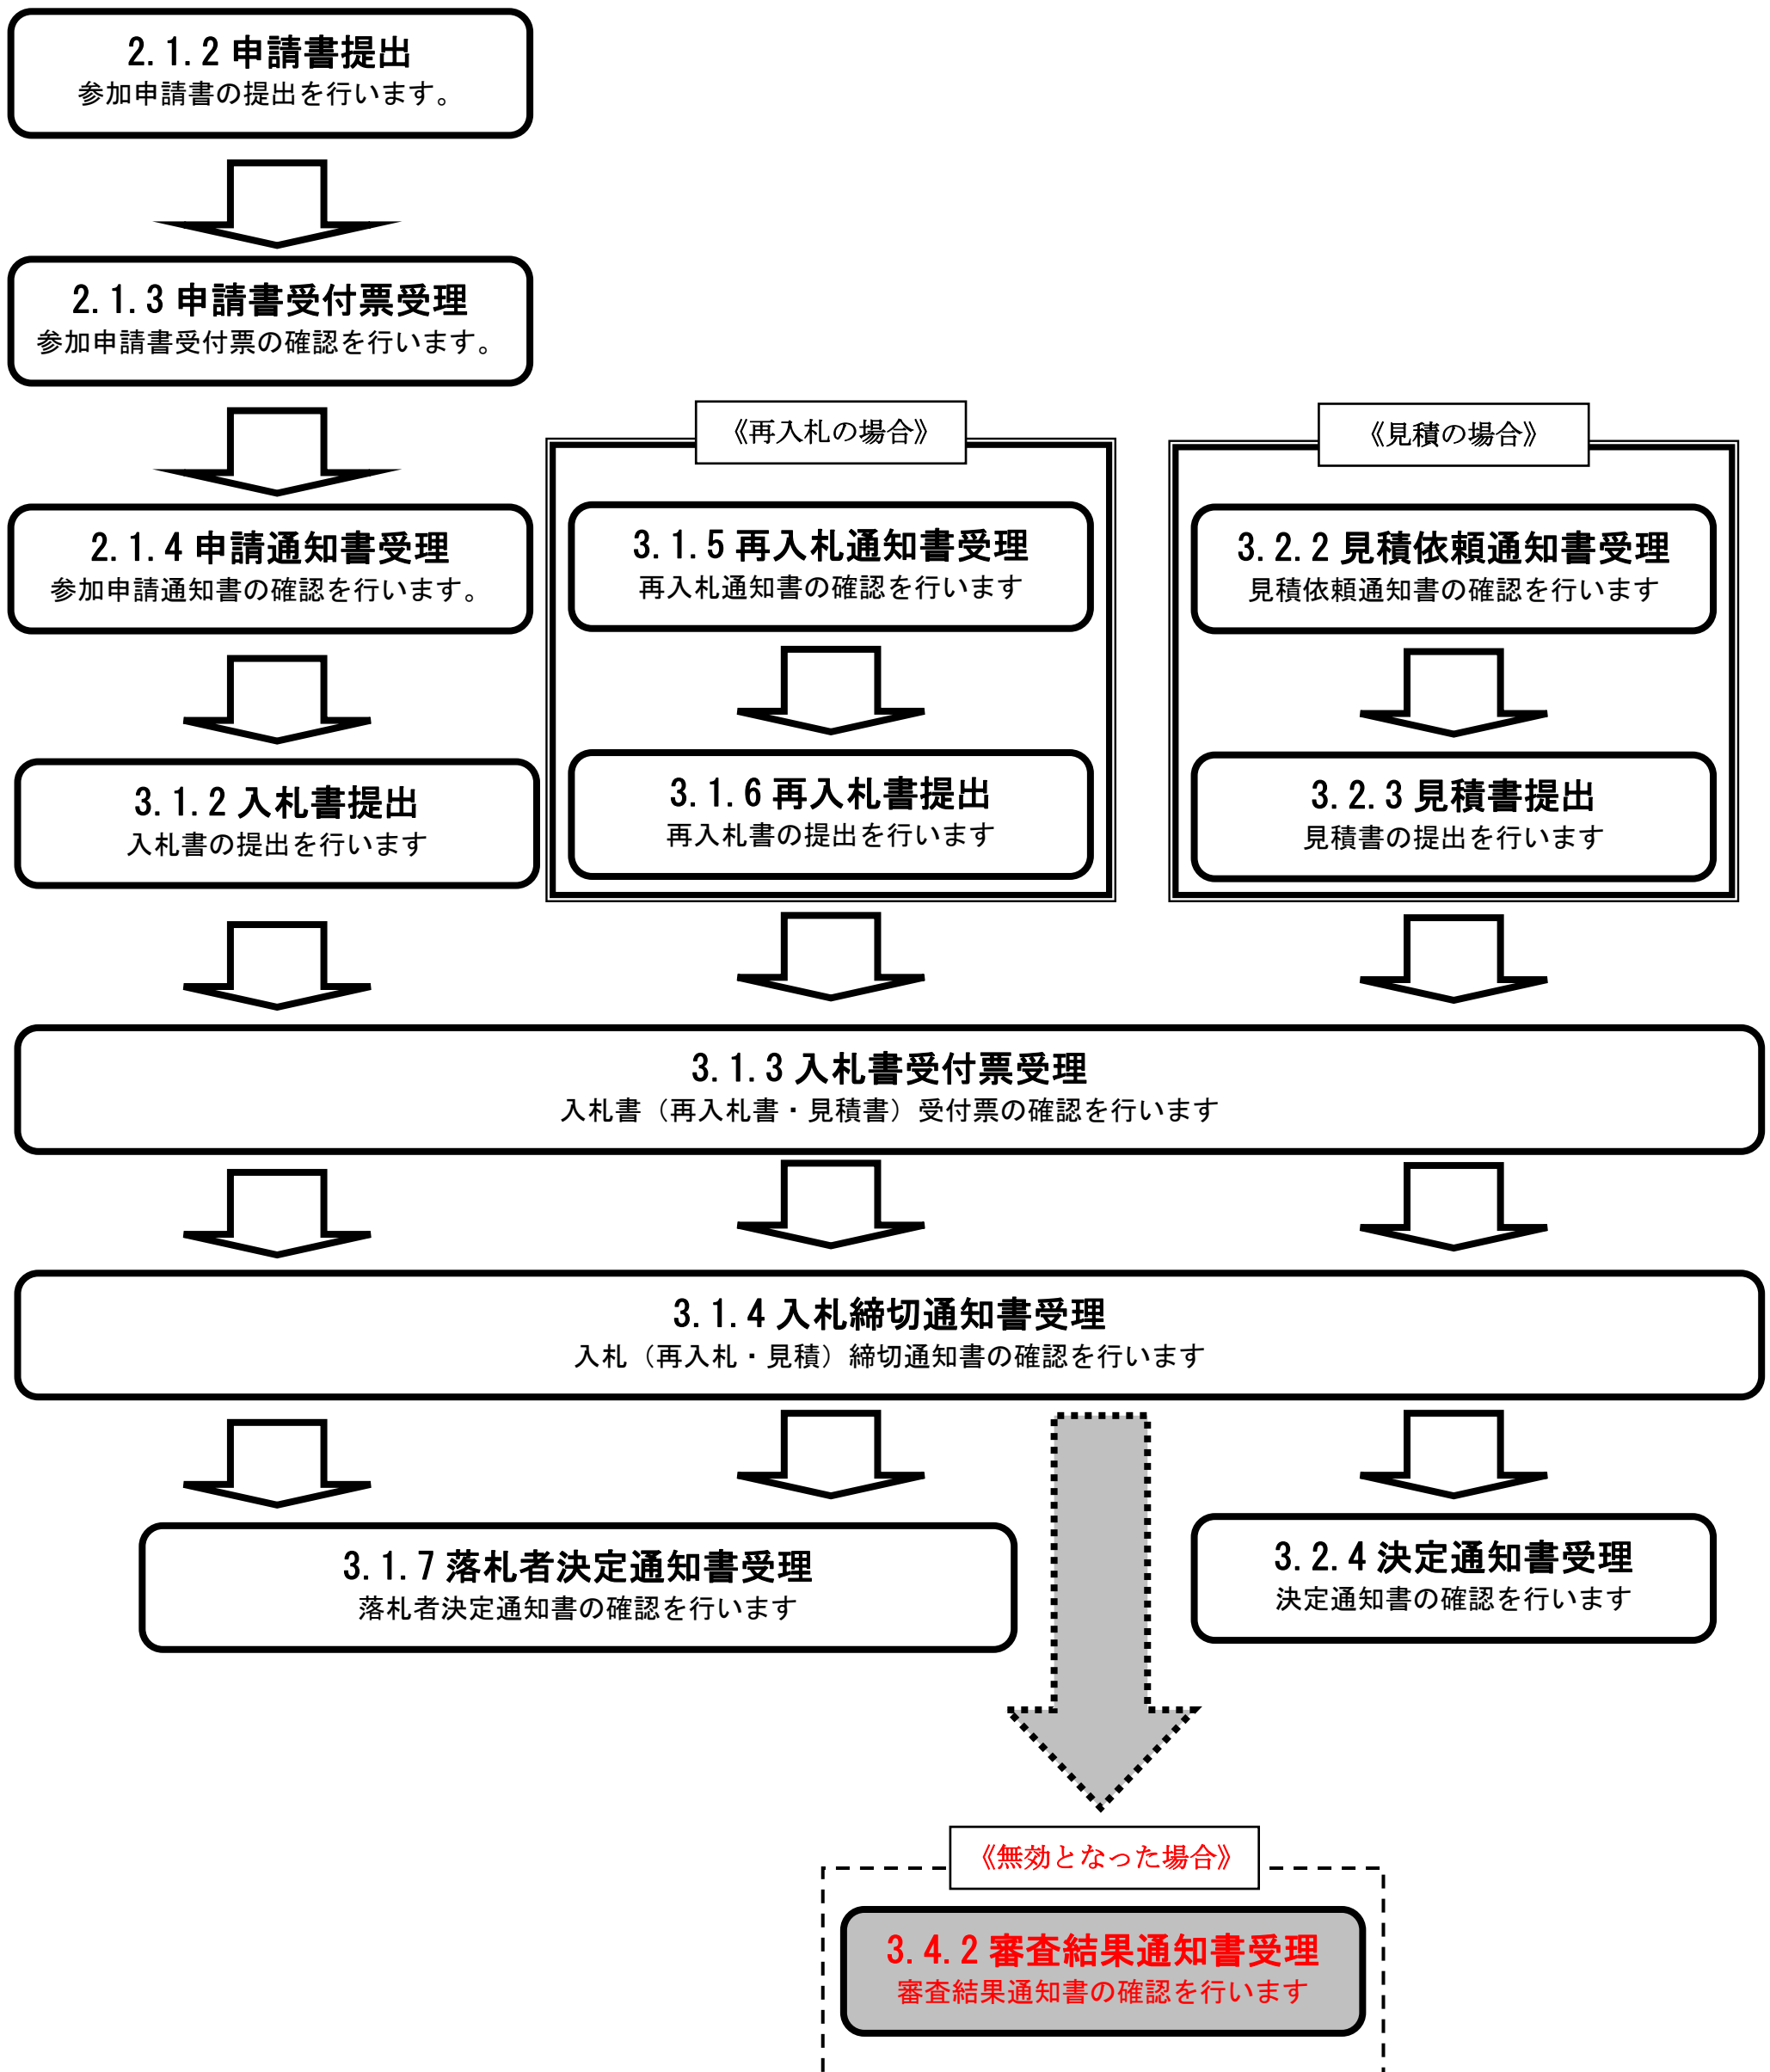 2.1.2 申請書提出
参加申請書の提出を行います。
2.1.3 申請書受付票受理
参加申請書受付票の確認を行います。
2.1.4 申請通知書受理
参加申請通知書の確認を行います。
3.1.2 入札書提出
入札書の提出を行います
《再入札の場合》
3.1.5 再入札通知書受理
再入札通知書の確認を行います
3.1.6 再入札書提出
再入札書の提出を行います
《見積の場合》
3.2.2 見積依頼通知書受理
見積依頼通知書の確認を行います
3.2.3 見積書提出
見積書の提出を行います
3.1.3 入札書受付票受理
入札書（再入札書・見積書）受付票の確認を行います
3.1.4 入札締切通知書受理
入札（再入札・見積）締切通知書の確認を行います
3.1.7 落札者決定通知書受理
落札者決定通知書の確認を行います
3.2.4 決定通知書受理
決定通知書の確認を行います
《無効となった場合》
3.4.2 審査結果通知書受理
審査結果通知書の確認を行います